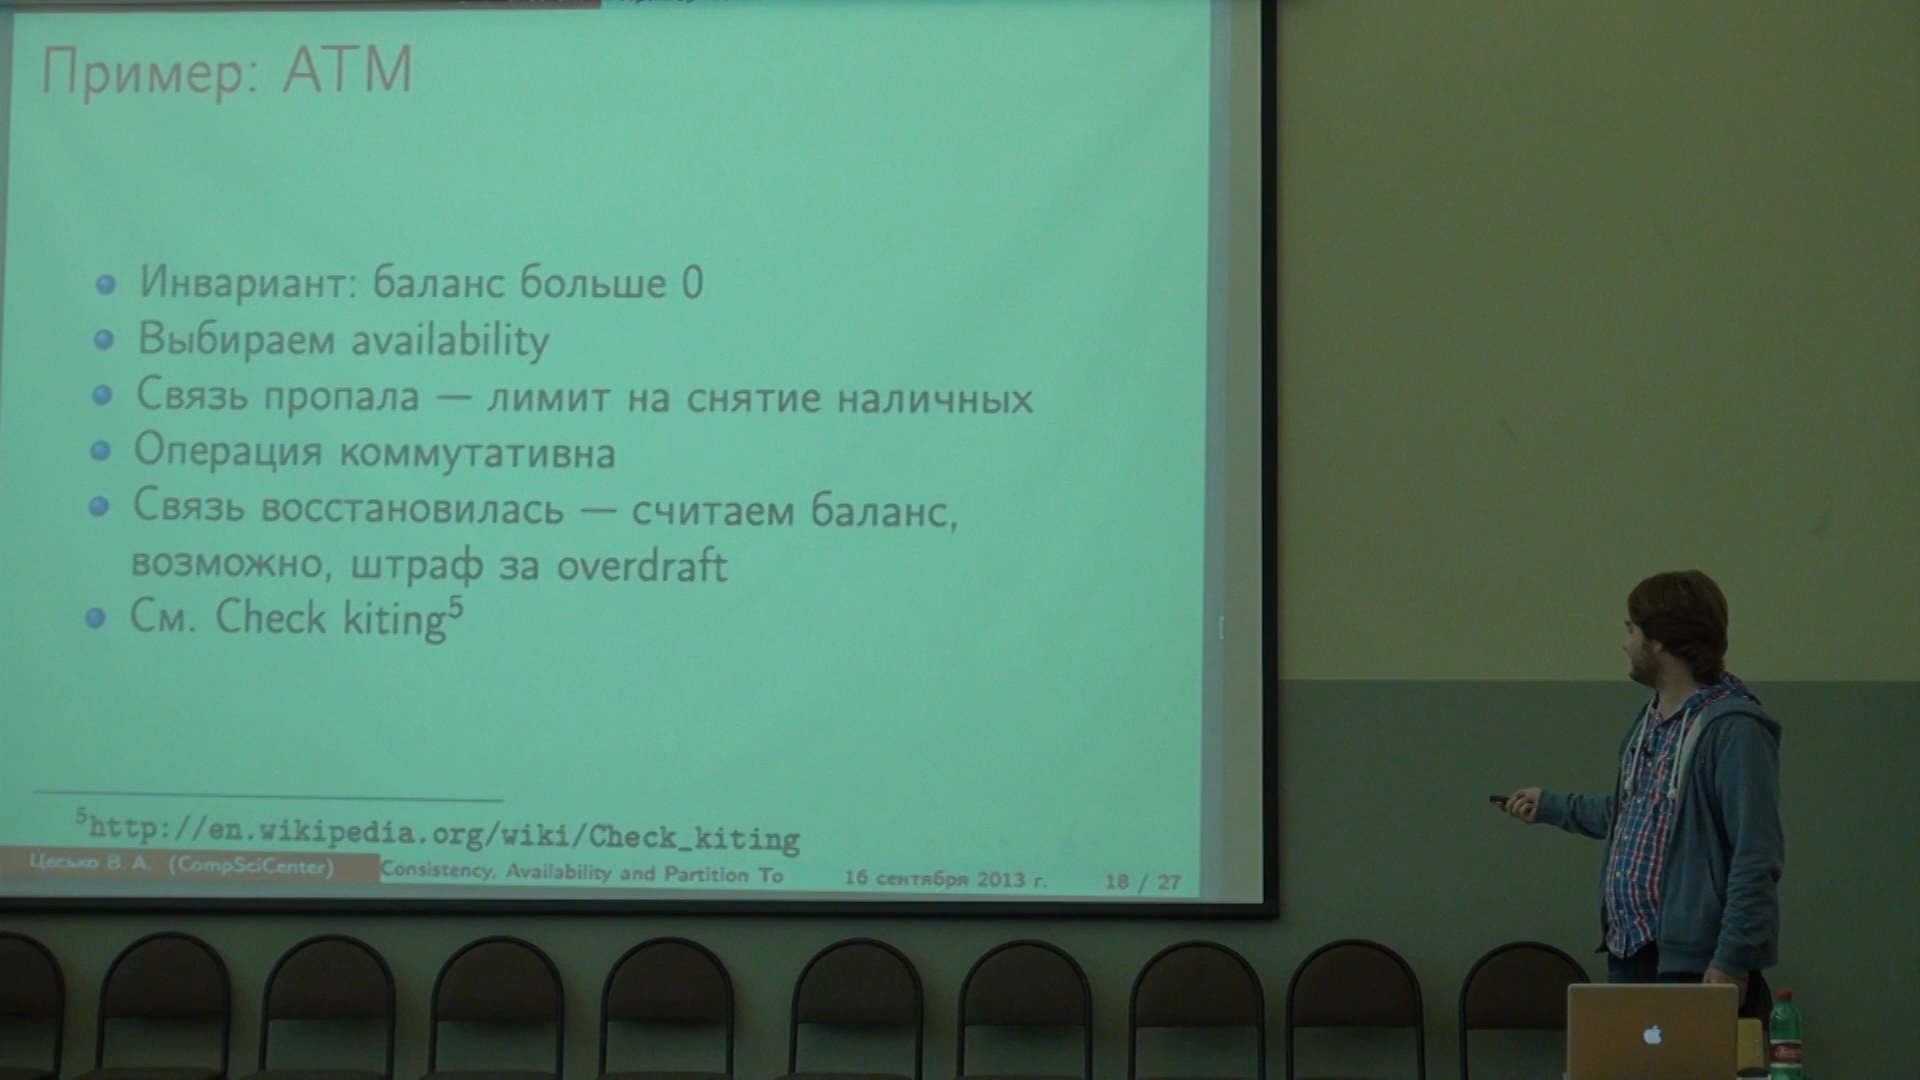 Пример: ATM
Инвариант: баланс больше 0
Выбираем availability
Связь пропала — лимит на снятие наличных
Операция коммутативна
Связь восстановилась — считаем баланс,
возможно, штраф за overdraft
См. Check kiting⁵
⁵http://en.wikipedia.org/wiki/Check_kiting
Цесько В. А. (CompSciCenter) Consistency, Availability and Partition To 16 сентября 2013 г. 18 / 27